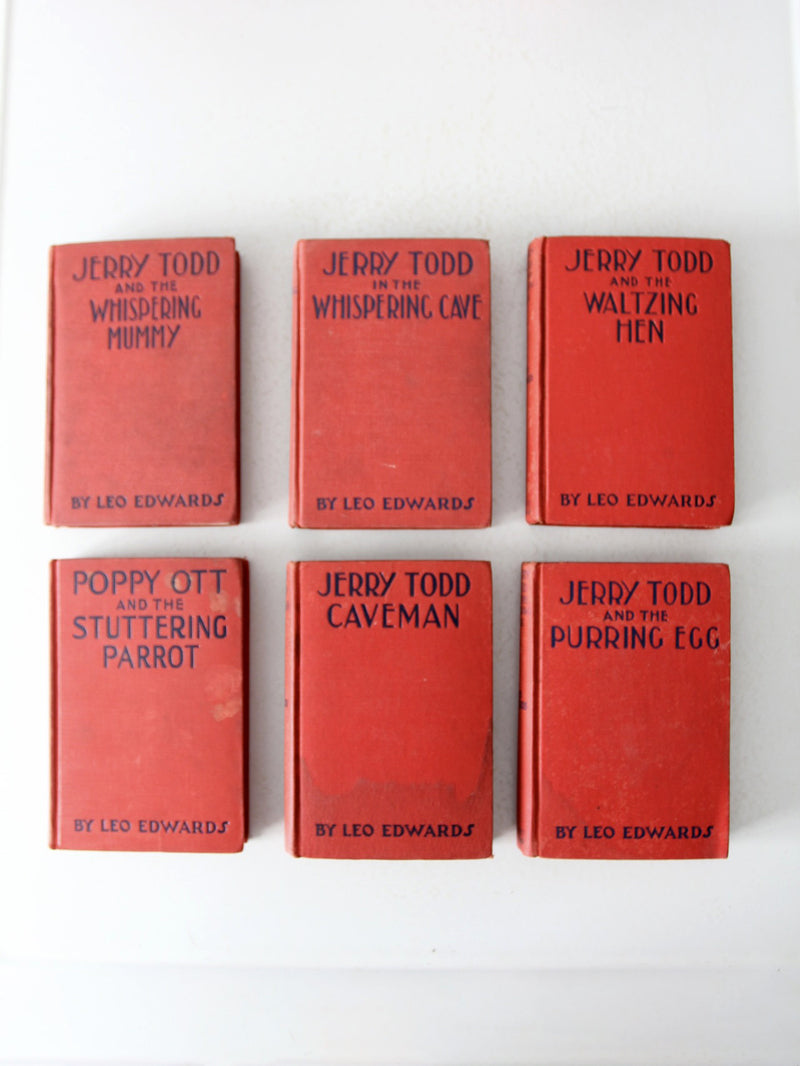 JERRY TODD
AND THE
WHISPERING
MUMMY
BY LEO EDWARDS
JERRY TODD
IN THE
WHISPERING CAVE
BY LEO EDWARDS
JERRY TODD
AND THE
WALTZING
HEN
BY LEO EDWARDS
POPPY OTT
AND THE
STUTTERING
PARROT
BY LEO EDWARDS
JERRY TODD
CAVEMAN
BY LEO EDWARDS
JERRY TODD
AND THE
PURRING EGG
BY LEO EDWARDS